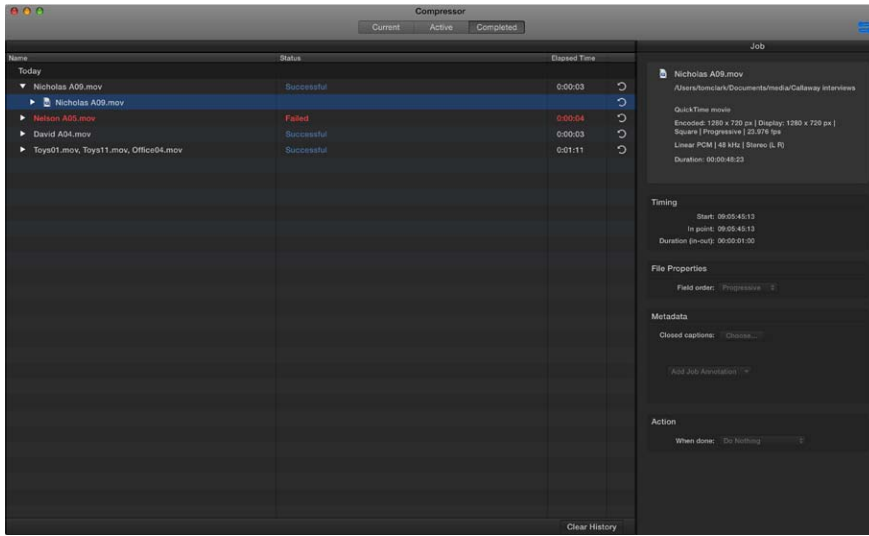 Compressor
Current Active Completed
Name Status Elapsed Time
Today
Nicholas A09.mov Successful 0:00:03
Nicholas A09.mov
Nelson A05.mov Failed 0:00:04
David A04.mov Successful 0:00:03
Toys01.mov, Toys11.mov, Office04.mov Successful 0:01:11
Clear History
Job
Nicholas A09.mov
/Users/tomclark/Documents/media/Callaway interviews
QuickTime movie
Encoded: 1280 x 720 px | Display: 1280 x 720 px |
Square | Progressive | 23.976 fps
Linear PCM | 48 kHz | Stereo (L R)
Duration: 00:00:48:23
Timing
Start: 09:05:45:13
In point: 09:05:45:13
Duration (in-out): 00:00:01:00
File Properties
Field order: Progressive
Metadata
Closed captions: Choose...
Add Job Annotation
Action
When done: Do Nothing